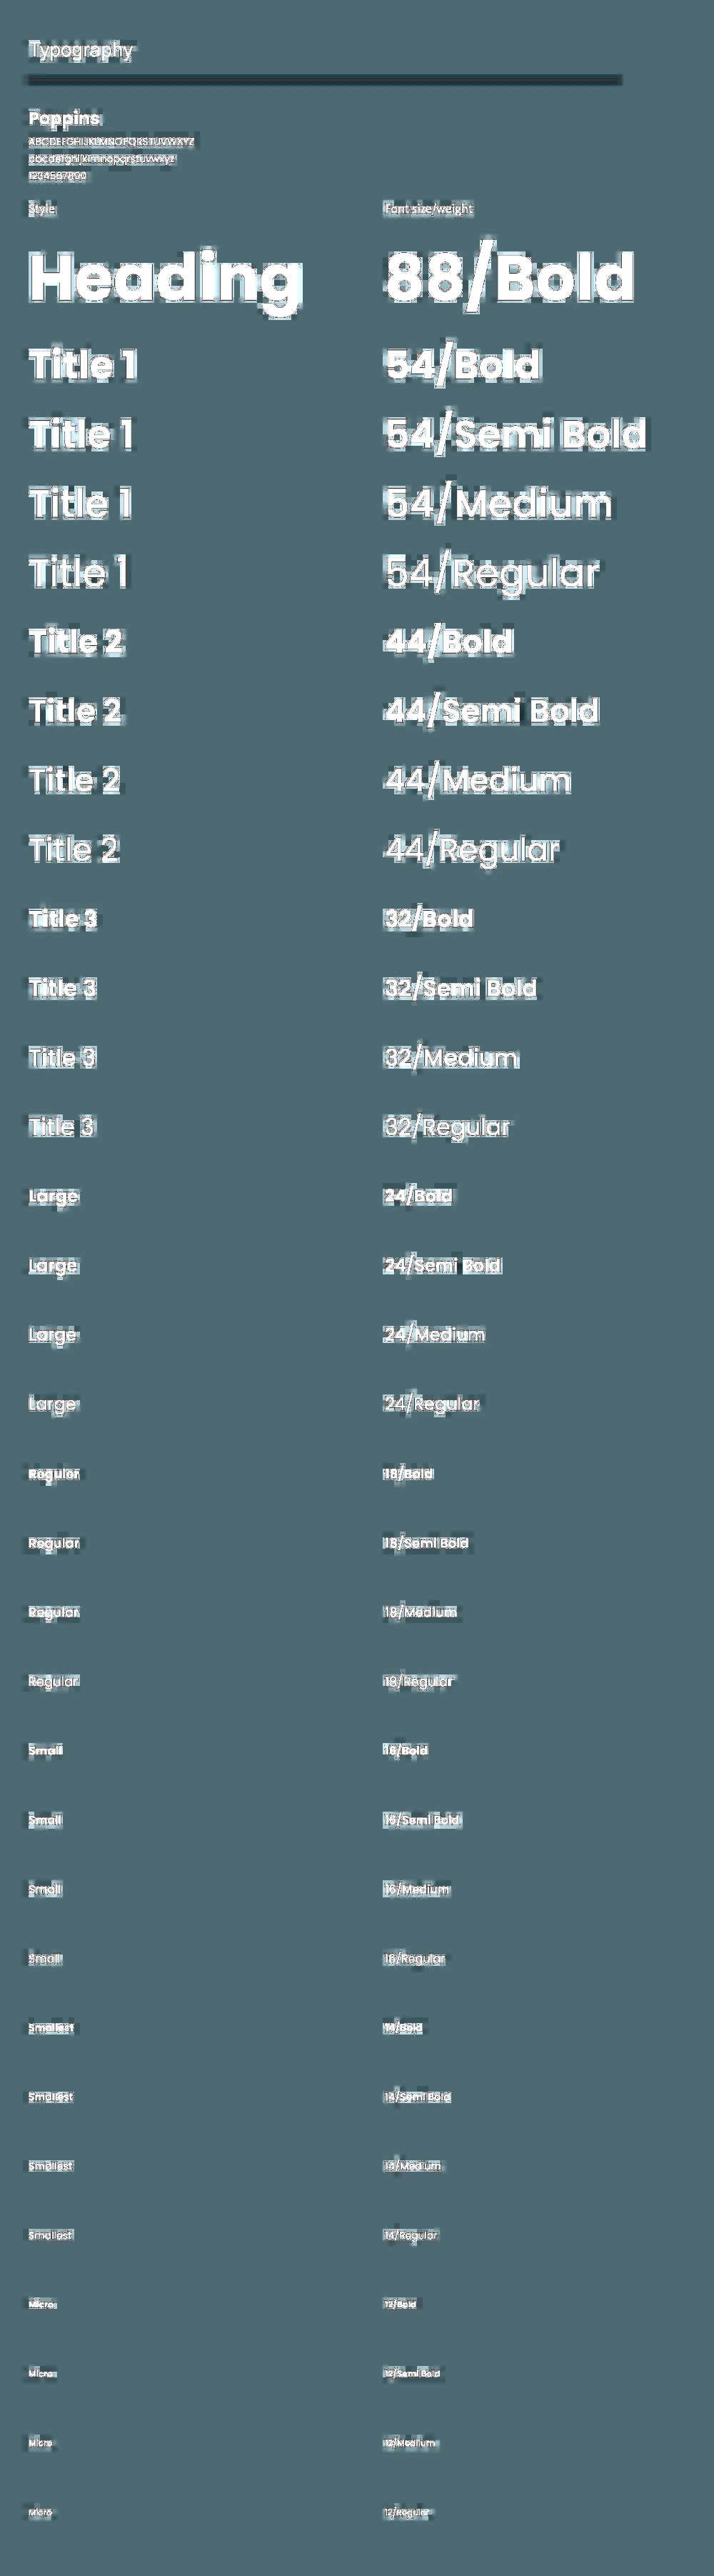 Typography
Poppins
ABCDEFGHIJKLMNOPQRSTUVWXYZ
abcdefghijklmnopqrstuvwxyz
1234567890
Style Font size/weight
Heading 88/Bold
Title 1 54/Bold
Title 1 54/Semi Bold
Title 1 54/Medium
Title 1 54/Regular
Title 2 44/Bold
Title 2 44/Semi Bold
Title 2 44/Medium
Title 2 44/Regular
Title 3 32/Bold
Title 3 32/Semi Bold
Title 3 32/Medium
Title 3 32/Regular
Large 24/Bold
Large 24/Semi Bold
Large 24/Medium
Large 24/Regular
Regular 18/Bold
Regular 18/Semi Bold
Regular 18/Medium
Regular 18/Regular
Small 16/Bold
Small 16/Semi Bold
Small 16/Medium
Small 16/Regular
Smallest 14/Bold
Smallest 14/Semi Bold
Smallest 14/Medium
Smallest 14/Regular
Micro 12/Bold
Micro 12/Semi Bold
Micro 12/Medium
Micro 12/Regular